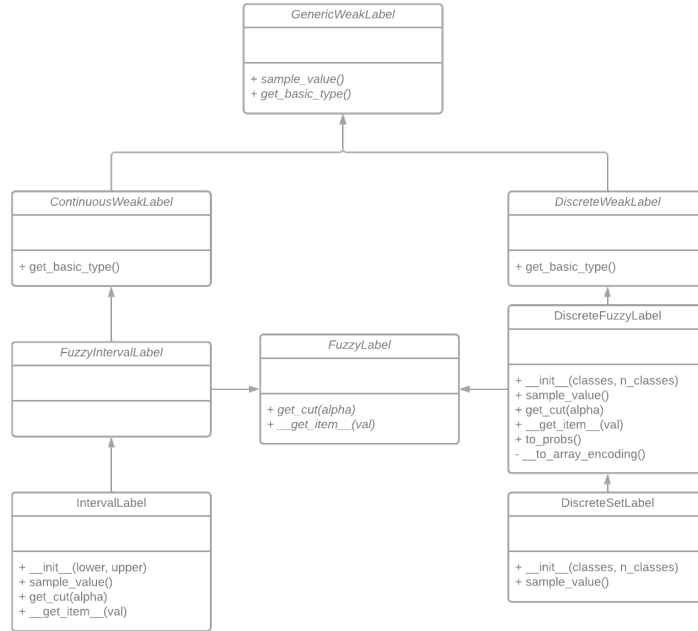 GenericWeakLabel
+ sample_value()
+ get_basic_type()
ContinuousWeakLabel
+ get_basic_type()
DiscreteWeakLabel
+ get_basic_type()
FuzzyIntervalLabel
FuzzyLabel
+ get_cut(alpha)
+ __get_item__(val)
DiscreteFuzzyLabel
+ __init__(classes, n_classes)
+ sample_value()
+ get_cut(alpha)
+ __get_item__(val)
+ to_probs()
- __to_array_encoding()
IntervalLabel
+ __init__(lower, upper)
+ sample_value()
+ get_cut(alpha)
+ __get_item__(val)
DiscreteSetLabel
+ __init__(classes, n_classes)
+ sample_value()